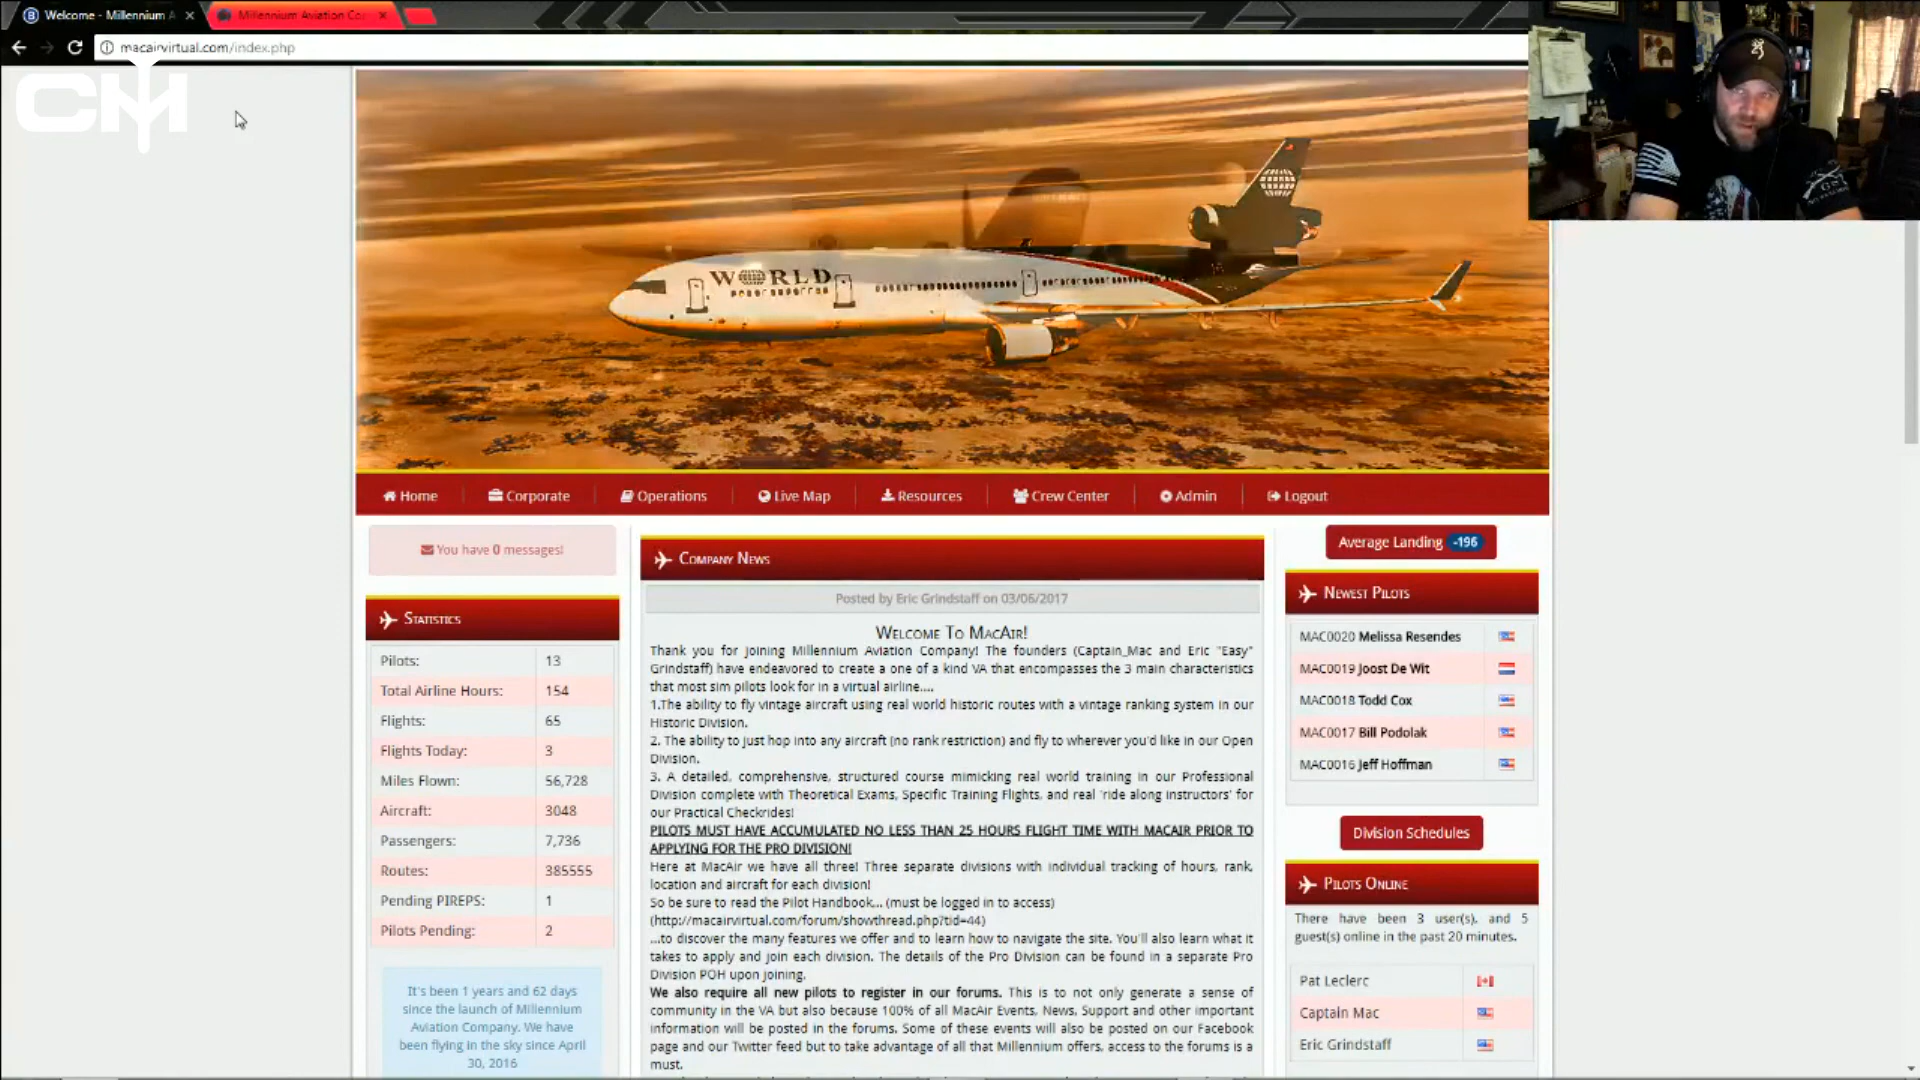 Welcome - Millennium A
Millennium Aviation Co
macairvirtual.com/index.php
CM
WORLD
Home
Corporate
Operations
Live Map
Resources
Crew Center
Admin
Logout
You have 0 messages!
Statistics
Pilots: 13
Total Airline Hours: 154
Flights: 65
Flights Today: 3
Miles Flown: 56,728
Aircraft: 3048
Passengers: 7,736
Routes: 385555
Pending PIREPS: 1
Pilots Pending: 2
It's been 1 years and 62 days
since the launch of Millennium
Aviation Company. We have
been flying in the sky since April
30, 2016
Company News
Posted by Eric Grindstaff on 03/06/2017
Welcome To MacAir!
Thank you for joining Millennium Aviation Company! The founders (Captain_Mac and Eric "Easy"
Grindstaff) have endeavored to create a one of a kind VA that encompasses the 3 main characteristics
that most sim pilots look for in a virtual airline....
1.The ability to fly vintage aircraft using real world historic routes with a vintage ranking system in our
Historic Division.
2. The ability to just hop into any aircraft (no rank restriction) and fly to wherever you'd like in our Open
Division.
3. A detailed, comprehensive, structured course mimicking real world training in our Professional
Division complete with Theoretical Exams, Specific Training Flights, and real 'ride along instructors' for
our Practical Checkrides!
PILOTS MUST HAVE ACCUMULATED NO LESS THAN 25 HOURS FLIGHT TIME WITH MACAIR PRIOR TO
APPLYING FOR THE PRO DIVISION!
Here at MacAir we have all three! Three separate divisions with individual tracking of hours, rank,
location and aircraft for each division!
So be sure to read the Pilot Handbook... (must be logged in to access)
(http://macairvirtual.com/forum/showthread.php?tid=44)
...to discover the many features we offer and to learn how to navigate the site. You'll also learn what it
takes to apply and join each division. The details of the Pro Division can be found in a separate Pro
Division POH upon joining.
We also require all new pilots to register in our forums. This is to not only generate a sense of
community in the VA but also because 100% of all MacAir Events, News, Support and other important
information will be posted in the forums. Some of these events will also be posted on our Facebook
page and our Twitter feed but to take advantage of all that Millennium offers, access to the forums is a
must.
Average Landing -196
Newest Pilots
MAC0020 Melissa Resendes
MAC0019 Joost De Wit
MAC0018 Todd Cox
MAC0017 Bill Podolak
MAC0016 Jeff Hoffman
Division Schedules
Pilots Online
There have been 3 user(s), and 5
guest(s) online in the past 20 minutes.
Pat Leclerc
Captain Mac
Eric Grindstaff